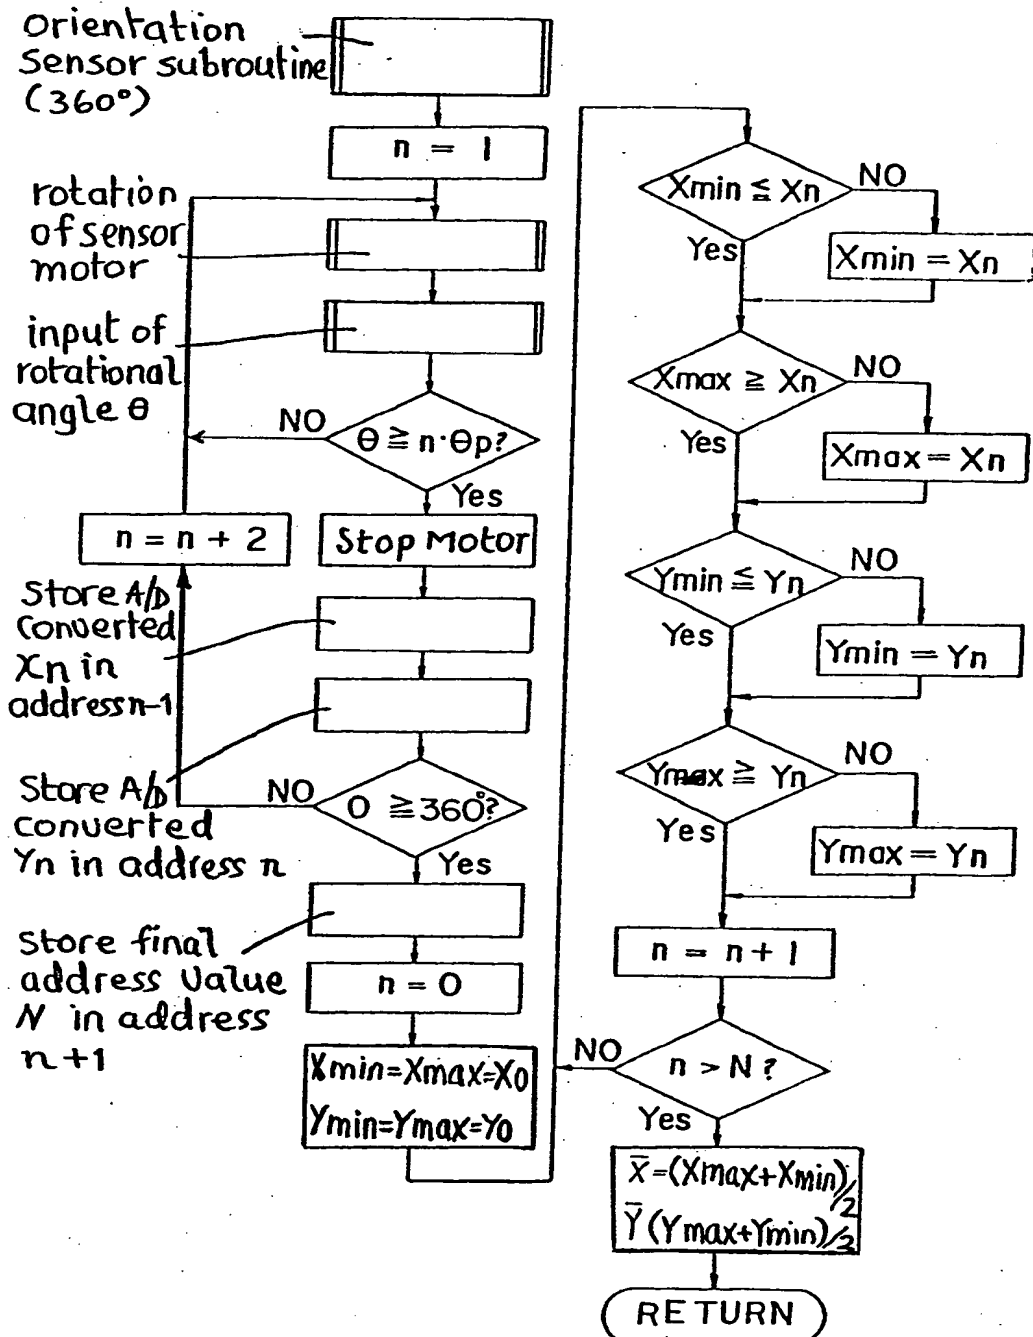 Orientation
Sensor subroutine
(360°)
n = 1
rotation
of sensor
motor
input of
rotational
angle θ
NO
θ ≧ n·θp?
Yes
n = n + 2
Stop Motor
Store A/D
converted
Xn in
address n-1
Store A/D
converted
Yn in address n
NO
O ≧ 360°?
Yes
Store final
address value
N in address
n+1
n = O
Xmin=Xmax=Xo
Ymin=Ymax=Yo
Xmin ≦ Xn
NO
Yes
Xmin = Xn
Xmax ≧ Xn
NO
Yes
Xmax = Xn
Ymin ≦ Yn
NO
Yes
Ymin = Yn
Ymax ≧ Yn
NO
Yes
Ymax = Yn
n = n + 1
NO
n > N ?
Yes
X̅=(Xmax+Xmin)/2
Y̅(Ymax+Ymin)/2
RETURN